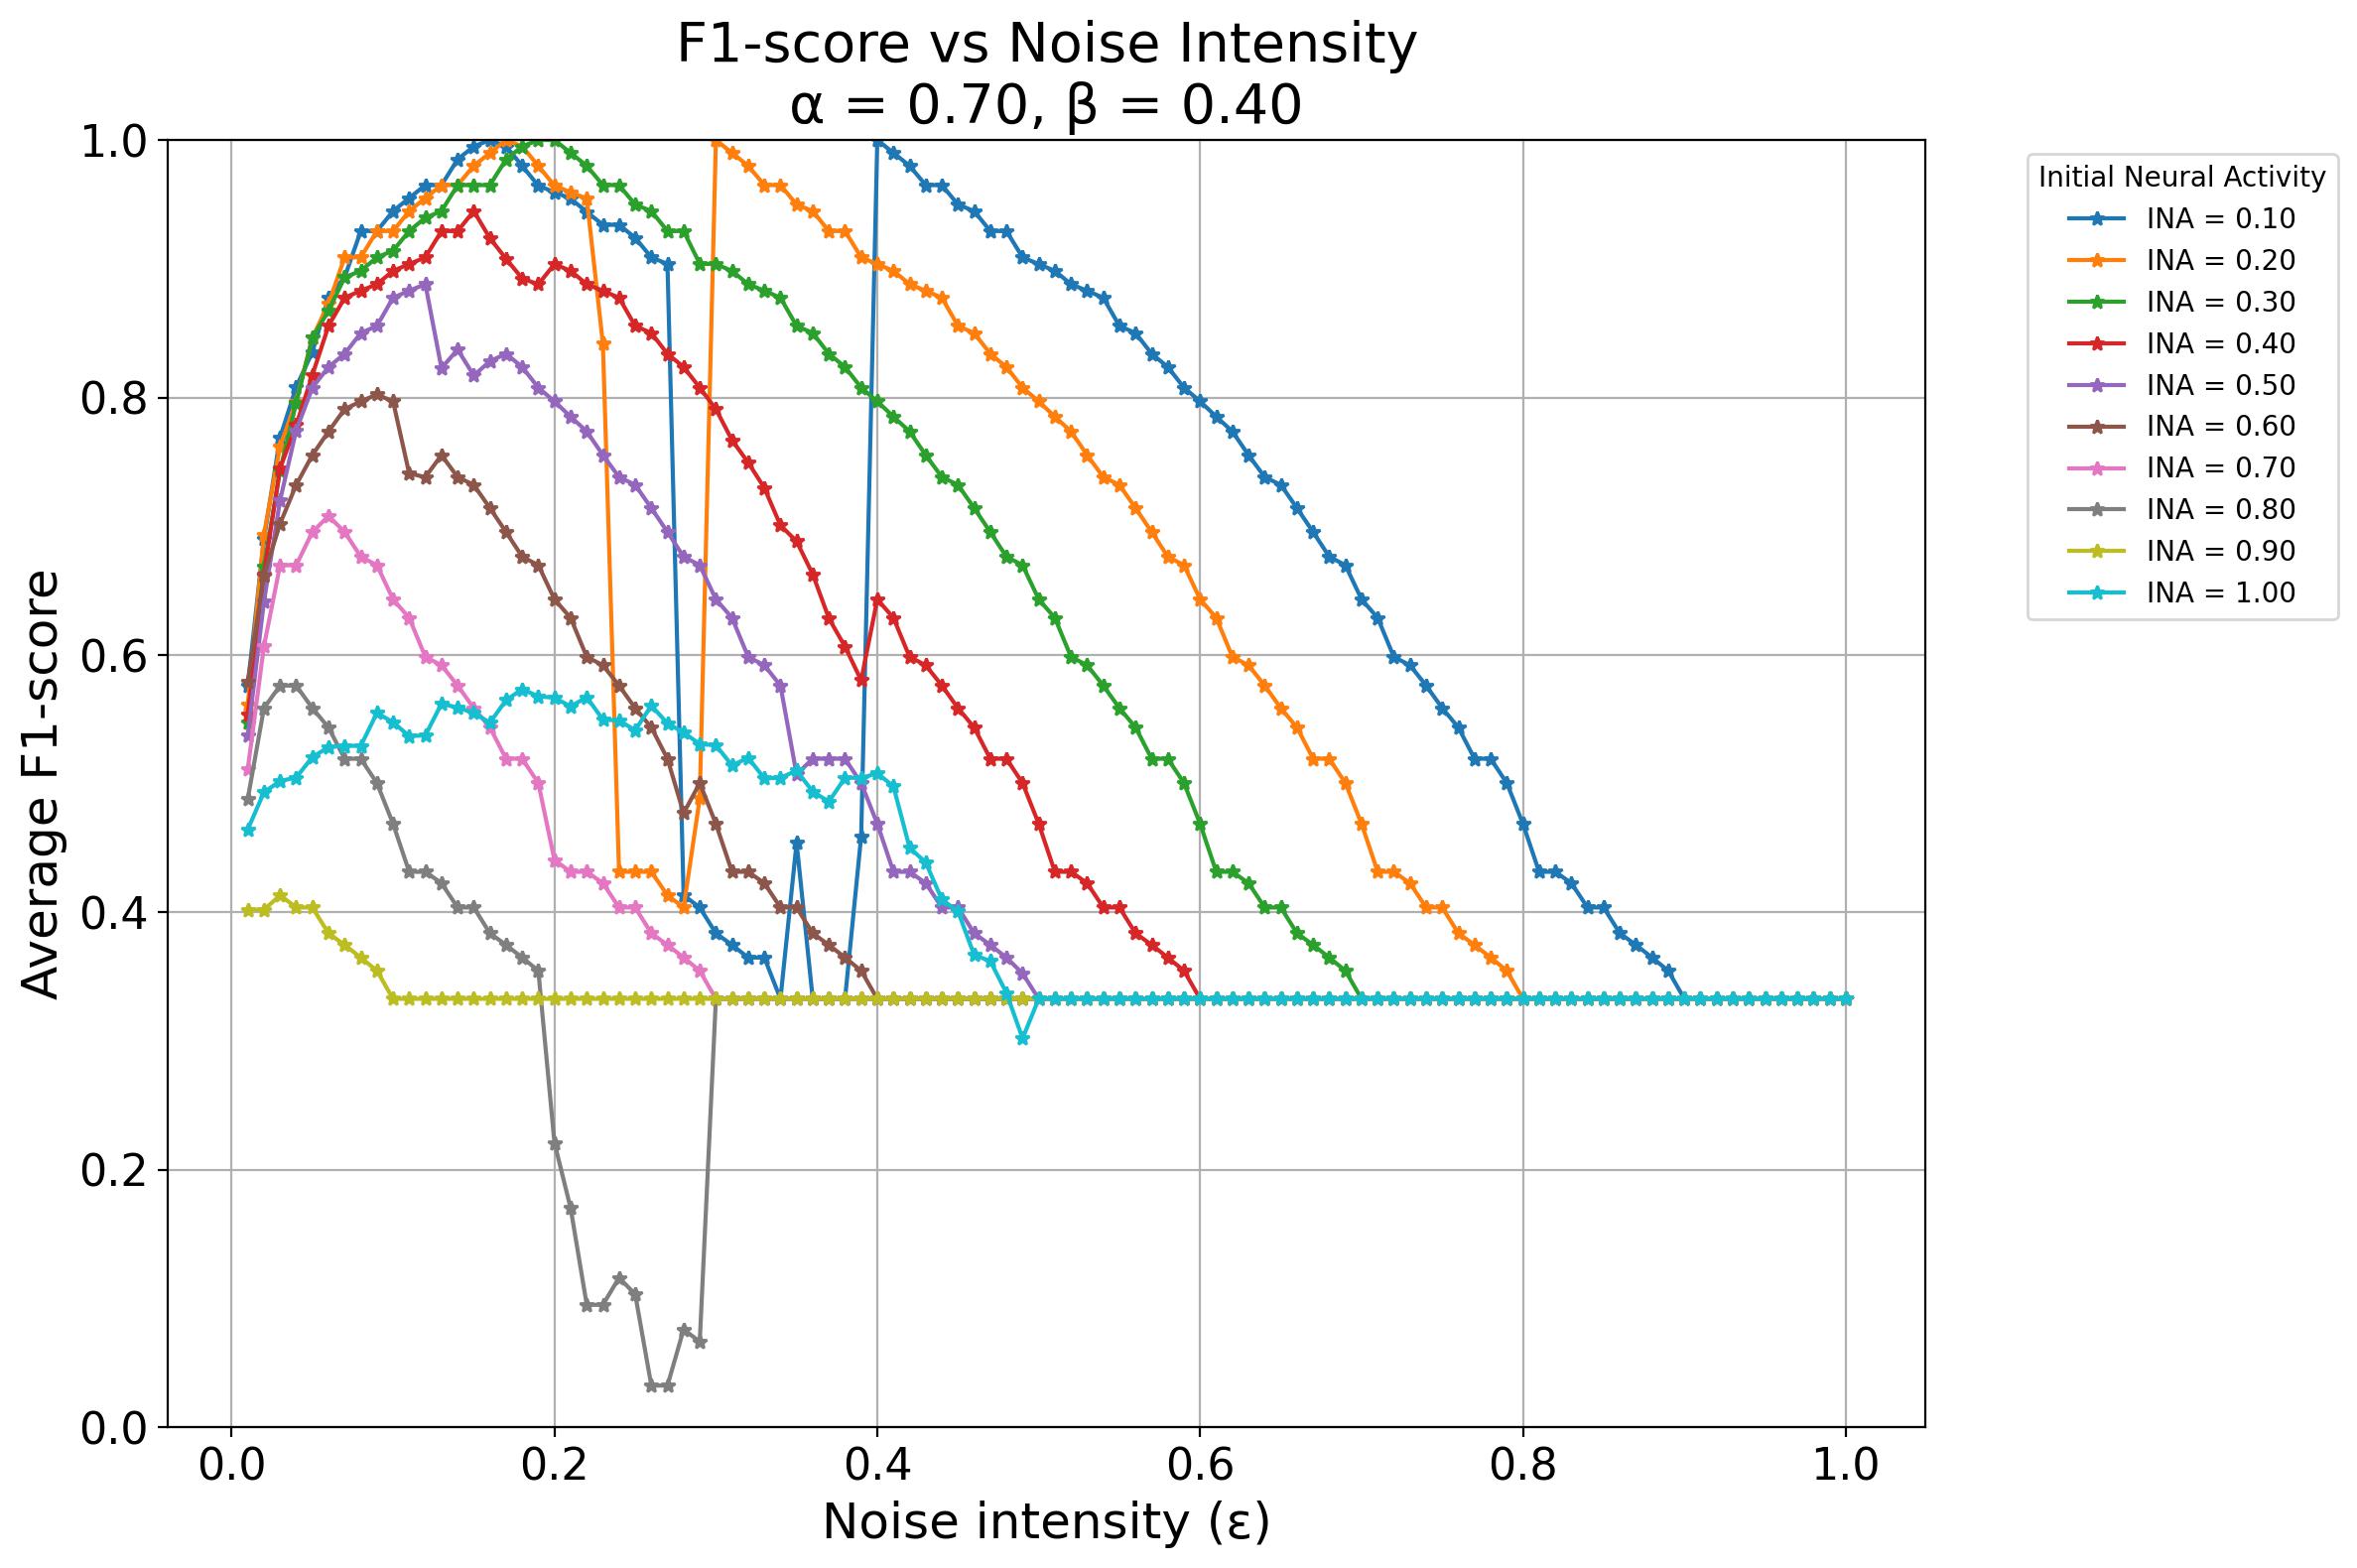 F1-score vs Noise Intensity
α = 0.70, β = 0.40
1.0
0.8
0.6
0.4
0.2
0.0
Average F1-score
0.0 0.2 0.4 0.6 0.8 1.0
Noise intensity (ε)
Initial Neural Activity
INA = 0.10
INA = 0.20
INA = 0.30
INA = 0.40
INA = 0.50
INA = 0.60
INA = 0.70
INA = 0.80
INA = 0.90
INA = 1.00